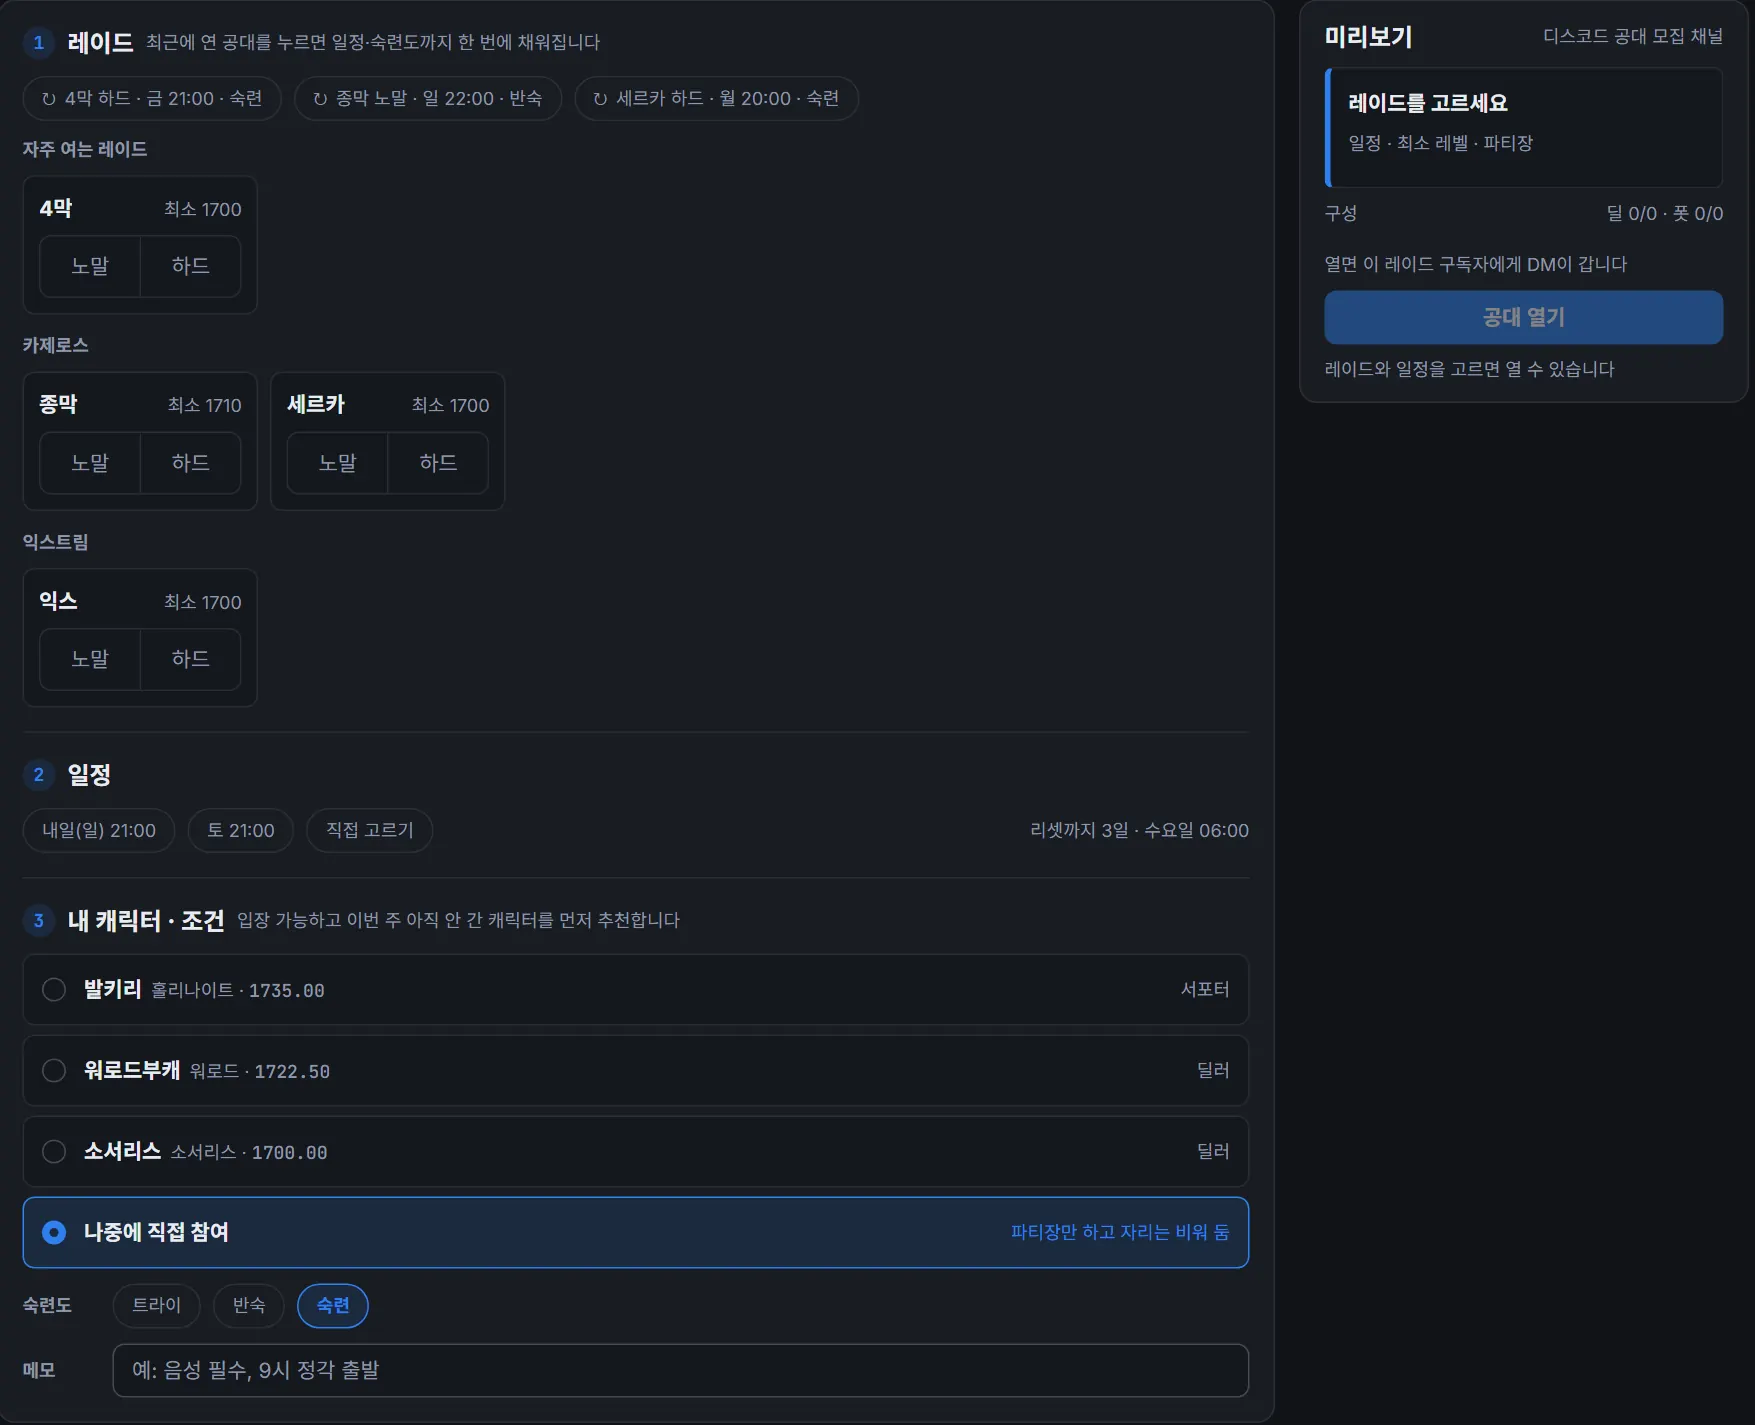 1 레이드 최근에 연 공대를 누르면 일정·숙련도까지 한 번에 채워집니다
↻ 4막 하드 · 금 21:00 · 숙련 ↻ 종막 노말 · 일 22:00 · 반숙 ↻ 세르카 하드 · 월 20:00 · 숙련
자주 여는 레이드
4막 최소 1700
노말 하드
카제로스
종막 최소 1710 세르카 최소 1700
노말 하드 노말 하드
익스트림
익스 최소 1700
노말 하드
2 일정
내일(일) 21:00 토 21:00 직접 고르기 리셋까지 3일 · 수요일 06:00
3 내 캐릭터 · 조건 입장 가능하고 이번 주 아직 안 간 캐릭터를 먼저 추천합니다
발키리 홀리나이트 · 1735.00 서포터
워로드부캐 워로드 · 1722.50 딜러
소서리스 소서리스 · 1700.00 딜러
나중에 직접 참여 파티장만 하고 자리는 비워 둠
숙련도 트라이 반숙 숙련
메모 예: 음성 필수, 9시 정각 출발
미리보기 디스코드 공대 모집 채널
레이드를 고르세요
일정 · 최소 레벨 · 파티장
구성 딜 0/0 · 폿 0/0
열면 이 레이드 구독자에게 DM이 갑니다
공대 열기
레이드와 일정을 고르면 열 수 있습니다